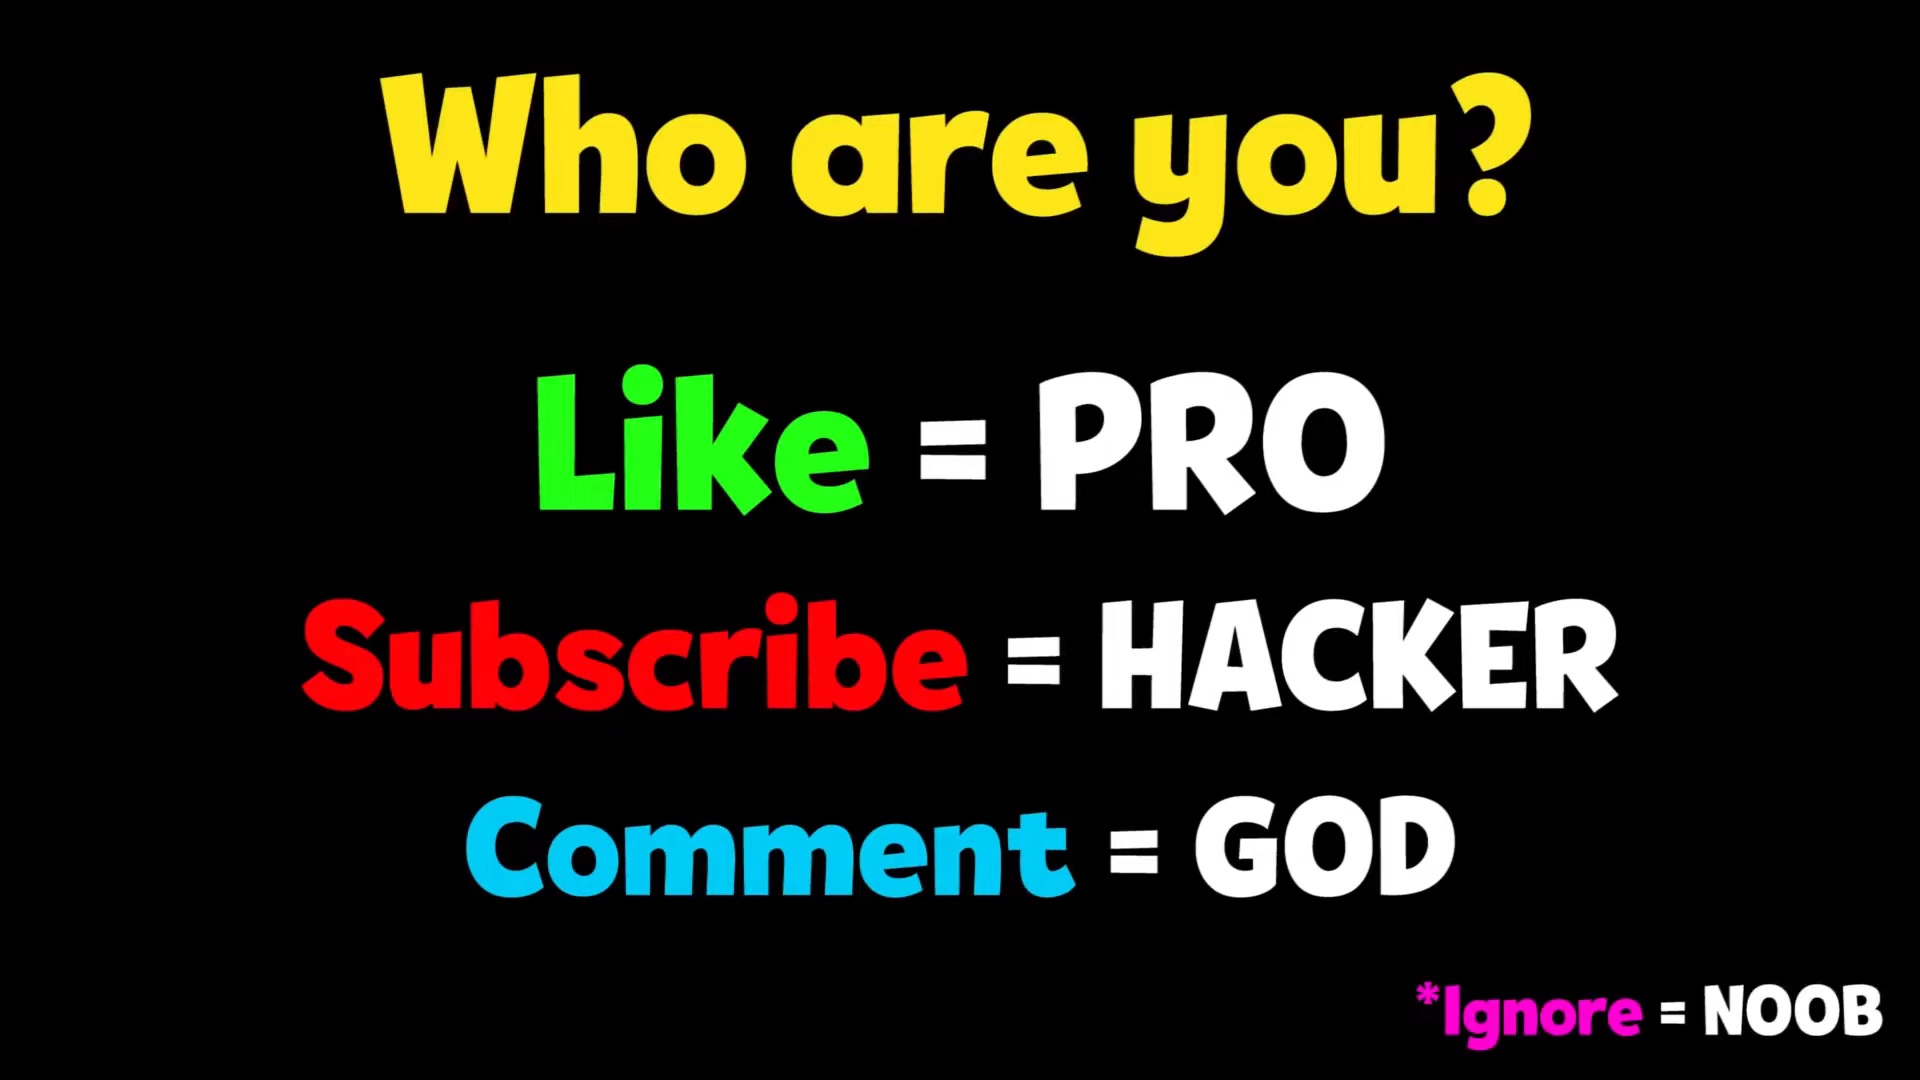 Who are you?
Like = PRO
Subscribe = HACKER
Comment = GOD
*Ignore = NOOB